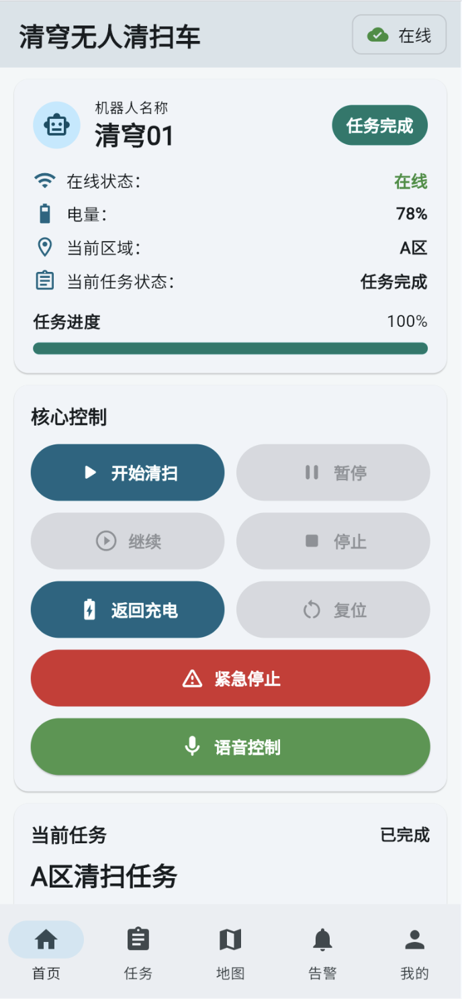 清穹无人清扫车
在线
机器人名称
清穹01
任务完成
在线状态： 在线
电量： 78%
当前区域： A区
当前任务状态： 任务完成
任务进度 100%
核心控制
开始清扫 暂停
继续 停止
返回充电 复位
紧急停止
语音控制
当前任务 已完成
A区清扫任务
首页 任务 地图 告警 我的